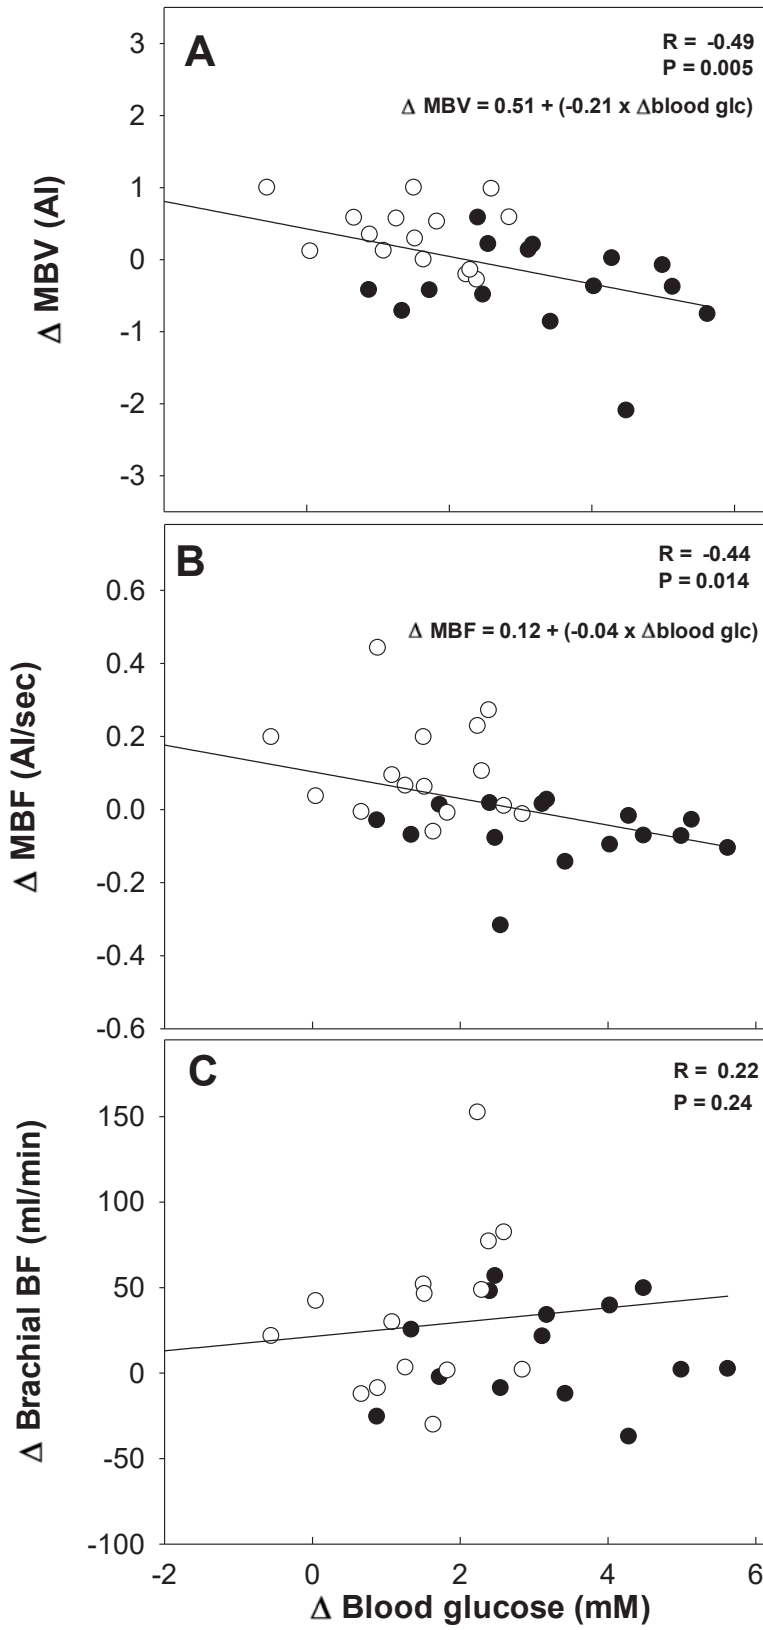 A
R = -0.49
P = 0.005
Δ MBV = 0.51 + (-0.21 x Δblood glc)
3
2
1
0
-1
-2
-3
Δ MBV (AI)
B
R = -0.44
P = 0.014
Δ MBF = 0.12 + (-0.04 x Δblood glc)
0.6
0.4
0.2
0.0
-0.2
-0.4
-0.6
Δ MBF (AI/sec)
C
R = 0.22
P = 0.24
150
100
50
0
-50
-100
Δ Brachial BF (ml/min)
-2 0 2 4 6
Δ Blood glucose (mM)